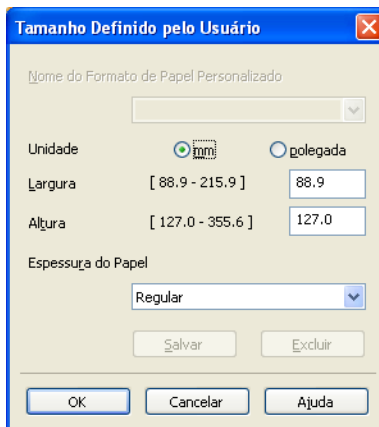 Tamanho Definido pelo Usuário
Nome do Formato de Papel Personalizado
Unidade mm polegada
Largura [ 88.9 - 215.9 ] 88.9
Altura [ 127.0 - 355.6 ] 127.0
Espessura do Papel
Regular
Salvar Excluir
OK Cancelar Ajuda